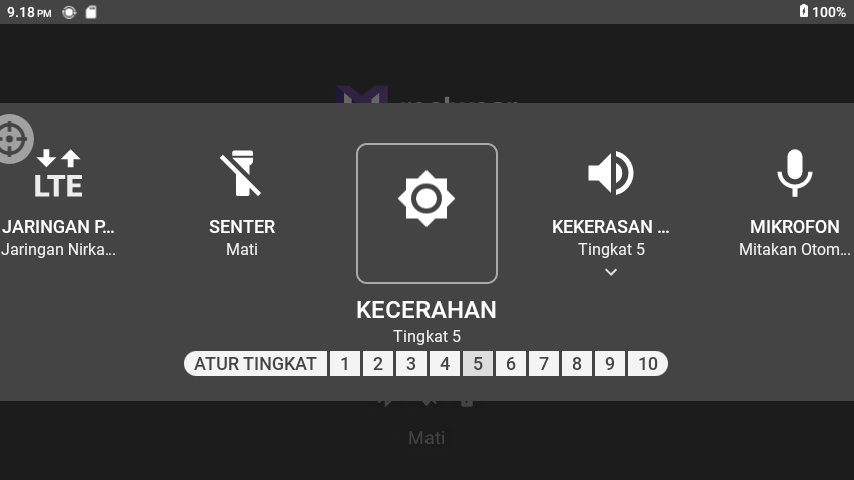 9.18 PM
100%
LTE
JARINGAN P...
Jaringan Nirka...
SENTER
Mati
KEKERASAN ...
Tingkat 5
MIKROFON
Mitakan Otom...
KECERAHAN
Tingkat 5
ATUR TINGKAT 1 2 3 4 5 6 7 8 9 10
Mati